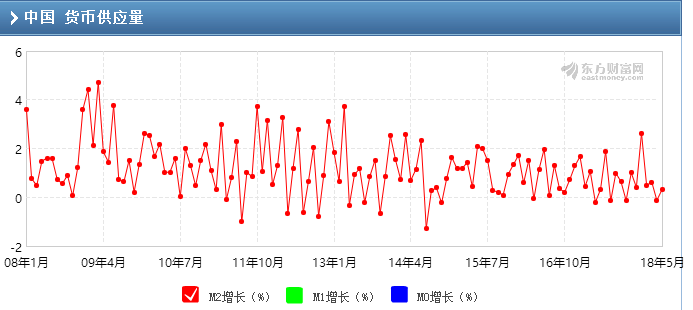 中国 货币供应量
东方财富网
eastmoney.com
6
4
2
0
-2
08年1月 09年4月 10年7月 11年10月 13年1月 14年4月 15年7月 16年10月 18年5月
M2增长（%） M1增长（%） M0增长（%）